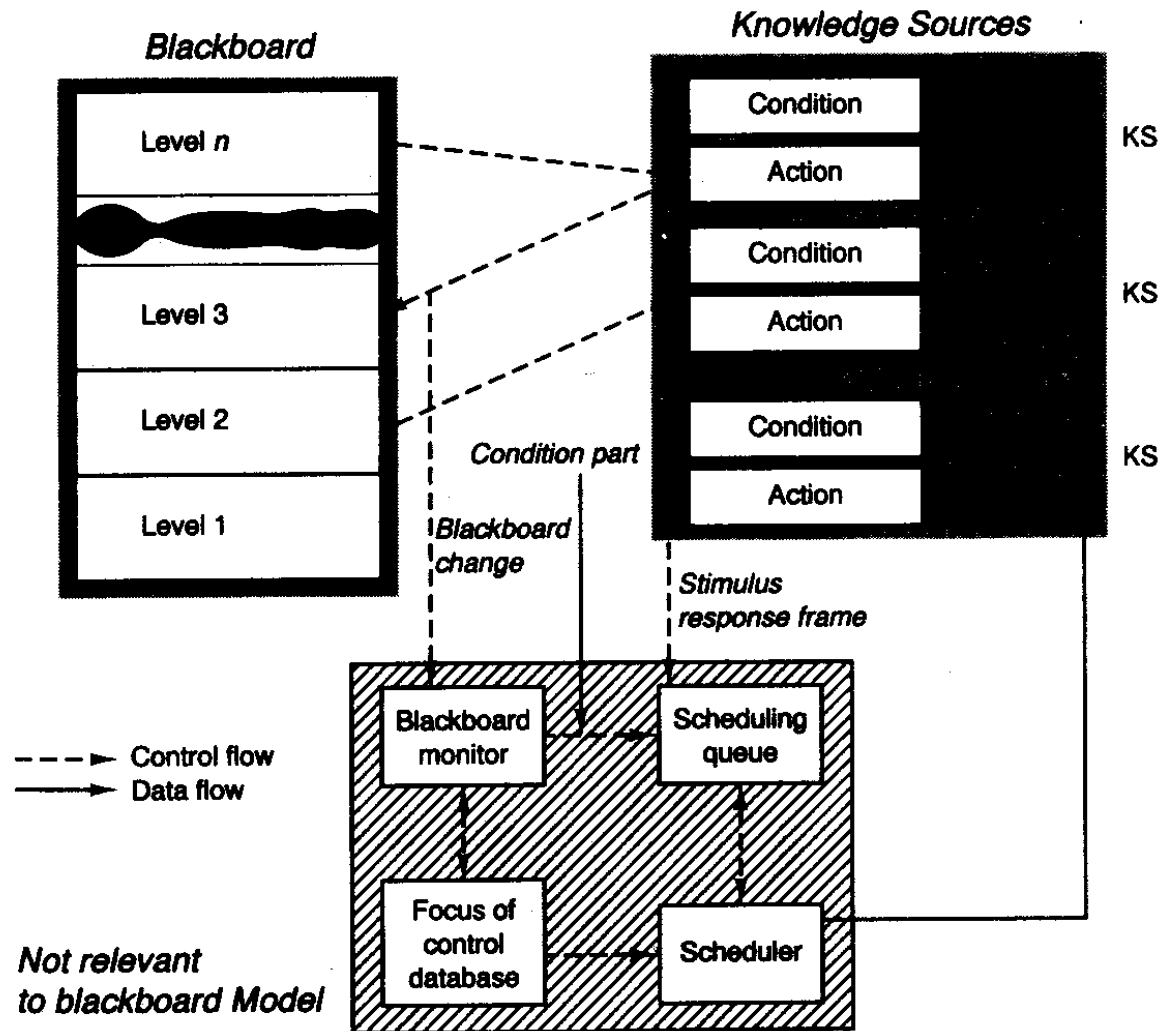 Blackboard
Knowledge Sources
Level n
Level 3
Level 2
Level 1
Condition
Action
KS
Condition
Action
KS
Condition
Action
KS
Condition part
Blackboard
change
Stimulus
response frame
Blackboard
monitor
Scheduling
queue
Control flow
Data flow
Focus of
control
database
Scheduler
Not relevant
to blackboard Model